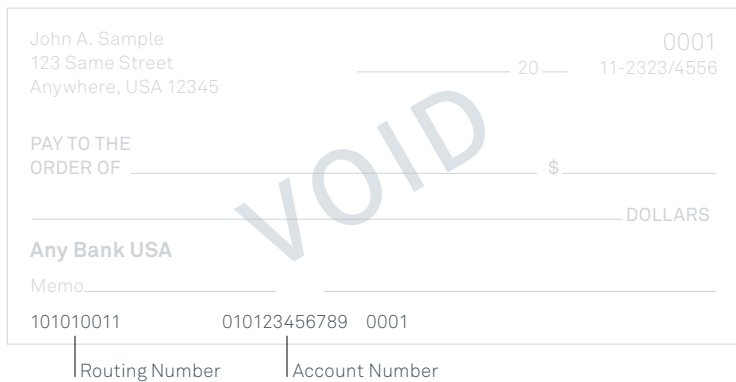 John A. Sample 0001
123 Same Street 20 11-2323/4556
Anywhere, USA 12345
VOID
PAY TO THE
ORDER OF $
DOLLARS
Any Bank USA
Memo
101010011 010123456789 0001
Routing Number Account Number